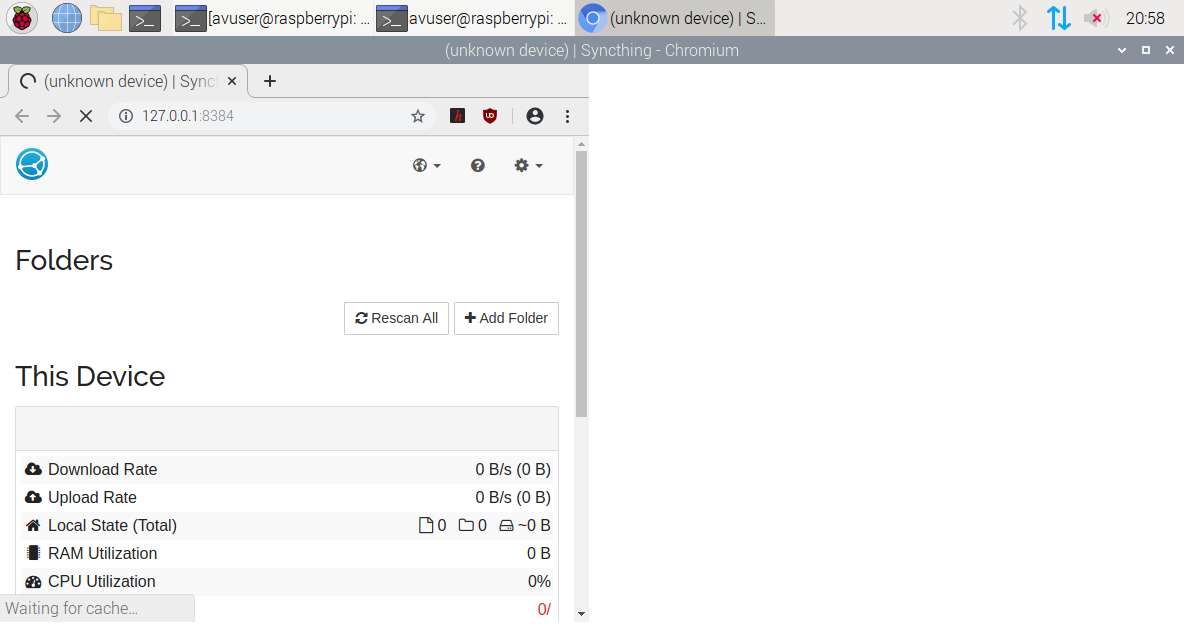 [avuser@raspberrypi: ... avuser@raspberrypi: ... (unknown device) | S... 20:58
(unknown device) | Syncthing - Chromium
(unknown device) | Sync
127.0.0.1:8384
Folders
Rescan All Add Folder
This Device
Download Rate 0 B/s (0 B)
Upload Rate 0 B/s (0 B)
Local State (Total) 0 0 ~0 B
RAM Utilization 0 B
CPU Utilization 0%
Waiting for cache... 0/